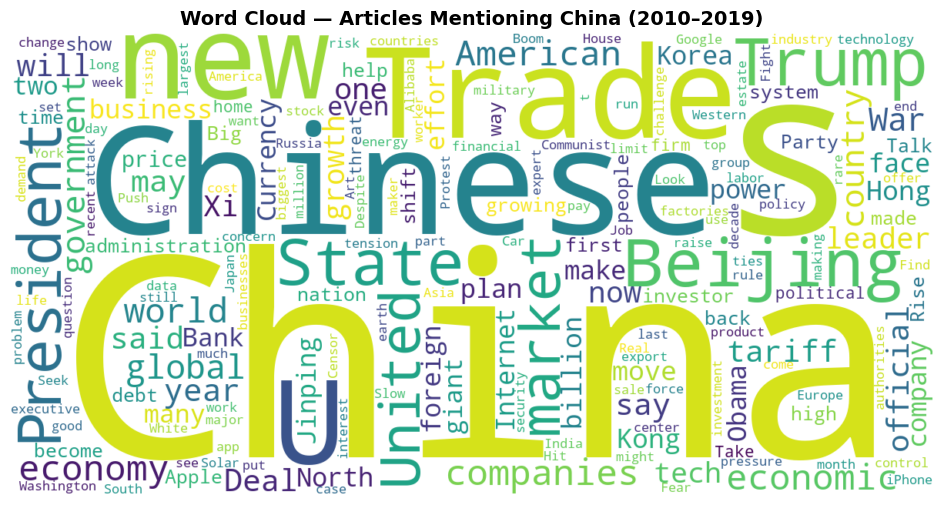 Word Cloud — Articles Mentioning China (2010–2019)
change show long week rising largest new stock risk countries Boom House Google industry technology
will two time set day York recent attack business home want Big America help one even Trade American Korea Trump
President government demand price may Push sign million cost Xi Currency biggest Russia growth threat Art Despite energy maker worker Alibaba shift effort way military financial Communist expert Protest growing pay limit run t firm challenge Western top estate Fight system Party War Talk end face Hong country rare
Chinese S
people Job Look factories group labor power use decade policy made leader Find offer
administration concern State tension part Car market first make raise Beijing ties rule making
money life problem question data still world nation Japan businesses United Asia plan now investor political Rise
said Bank much global debt year many work major White app China U Jinping Censor interest earth Slow foreign giant Internet security India Hit billion Real export move sale force say center might last back product investment Obama tariff come Europe high authorities official company
Seek executive good become economy see Solar put Apple Deal North case companies Kong tech Fear Take pressure month economic control iPhone
Washington South